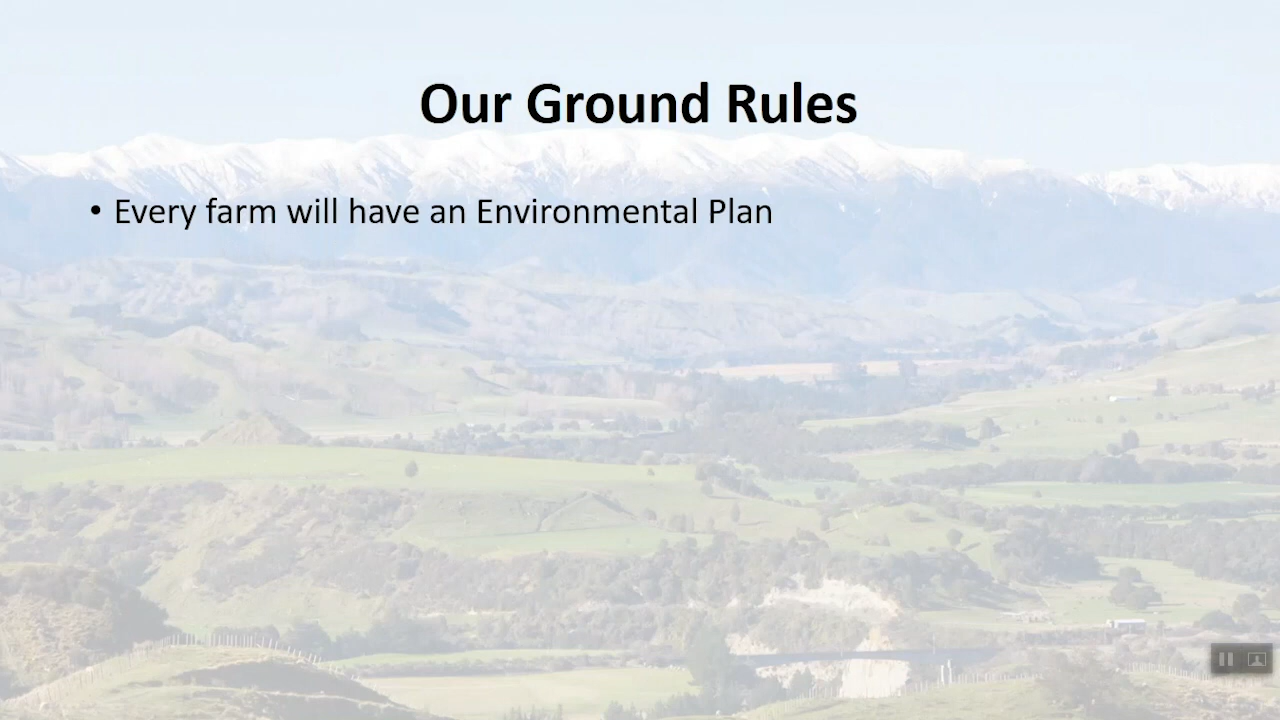 Our Ground Rules
• Every farm will have an Environmental Plan